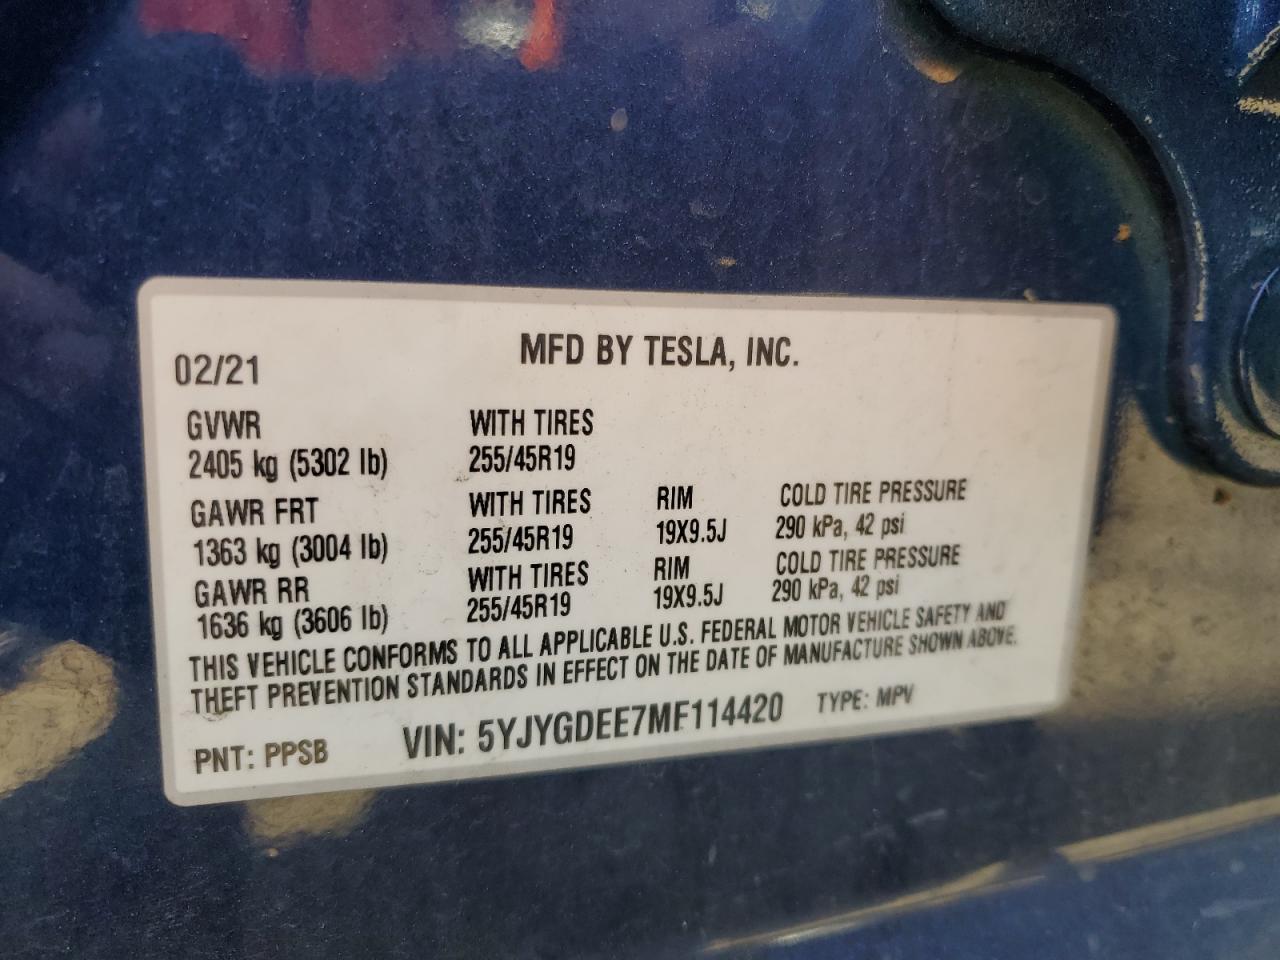 MFD BY TESLA, INC.
02/21
GVWR WITH TIRES
2405 kg (5302 lb) 255/45R19
GAWR FRT WITH TIRES RIM COLD TIRE PRESSURE
1363 kg (3004 lb) 255/45R19 19X9.5J 290 kPa, 42 psi
GAWR RR WITH TIRES RIM COLD TIRE PRESSURE
1636 kg (3606 lb) 255/45R19 19X9.5J 290 kPa, 42 psi
THIS VEHICLE CONFORMS TO ALL APPLICABLE U.S. FEDERAL MOTOR VEHICLE SAFETY AND
THEFT PREVENTION STANDARDS IN EFFECT ON THE DATE OF MANUFACTURE SHOWN ABOVE.
PNT: PPSB VIN: 5YJYGDEE7MF114420 TYPE: MPV